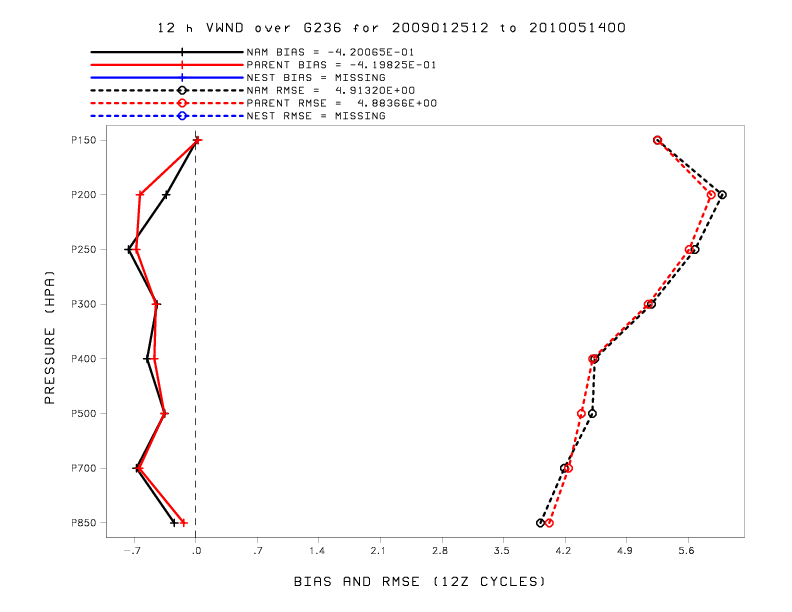 12 h VWND over G236 for 2009012512 to 2010051400
NAM BIAS = -4.20065E-01
PARENT BIAS = -4.19825E-01
NEST BIAS = MISSING
NAM RMSE =  4.91320E+00
PARENT RMSE =  4.88366E+00
NEST RMSE = MISSING
P150
P200
P250
P300
P400
P500
P700
P850
PRESSURE (HPA)
-.7 .0 .7 1.4 2.1 2.8 3.5 4.2 4.9 5.6
BIAS AND RMSE (12Z CYCLES)